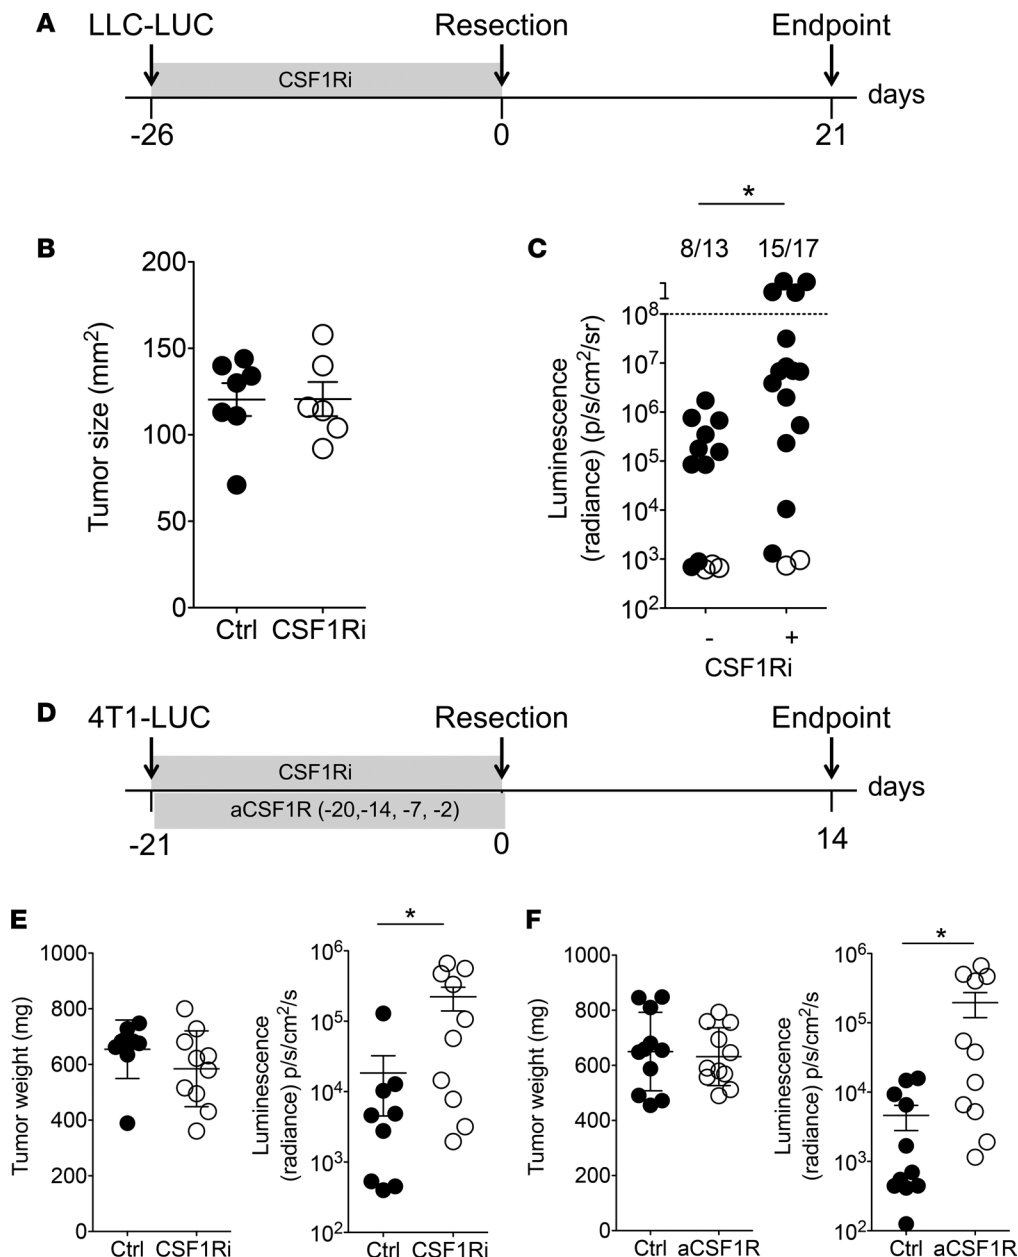 A
LLC-LUC
Resection
Endpoint
CSF1Ri
days
-26
0
21
B
Tumor size (mm²)
200
150
100
50
0
Ctrl
CSF1Ri
C
*
8/13
15/17
Luminescence
(radiance) (p/s/cm²/sr)
10⁸
10⁷
10⁶
10⁵
10⁴
10³
10²
-
+
CSF1Ri
D
4T1-LUC
Resection
Endpoint
CSF1Ri
days
aCSF1R (-20,-14, -7, -2)
-21
0
14
E
Tumor weight (mg)
1000
800
600
400
200
0
Ctrl
CSF1Ri
*
Luminescence
(radiance) p/s/cm²/s
10⁶
10⁵
10⁴
10³
10²
Ctrl
CSF1Ri
F
Tumor weight (mg)
1000
800
600
400
200
0
Ctrl
aCSF1R
*
Luminescence
(radiance) p/s/cm²/s
10⁶
10⁵
10⁴
10³
10²
Ctrl
aCSF1R